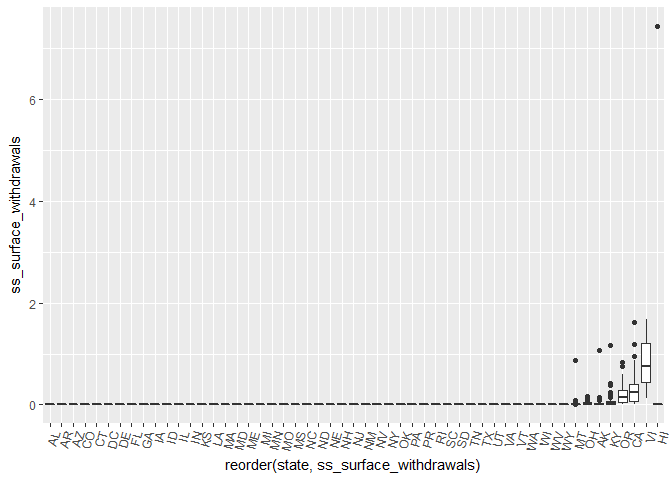 6
4
2
0
ss_surface_withdrawals
AL AR AZ CO CT DC DE FL GA IA ID IL IN KS LA MA MD ME MI MN MO MS NC ND NE NH NJ NM NV NY OK PA PR RI SC SD TN TX UT VA VT WA WI WV WY MT OH AK KY OR CA VI HI
reorder(state, ss_surface_withdrawals)